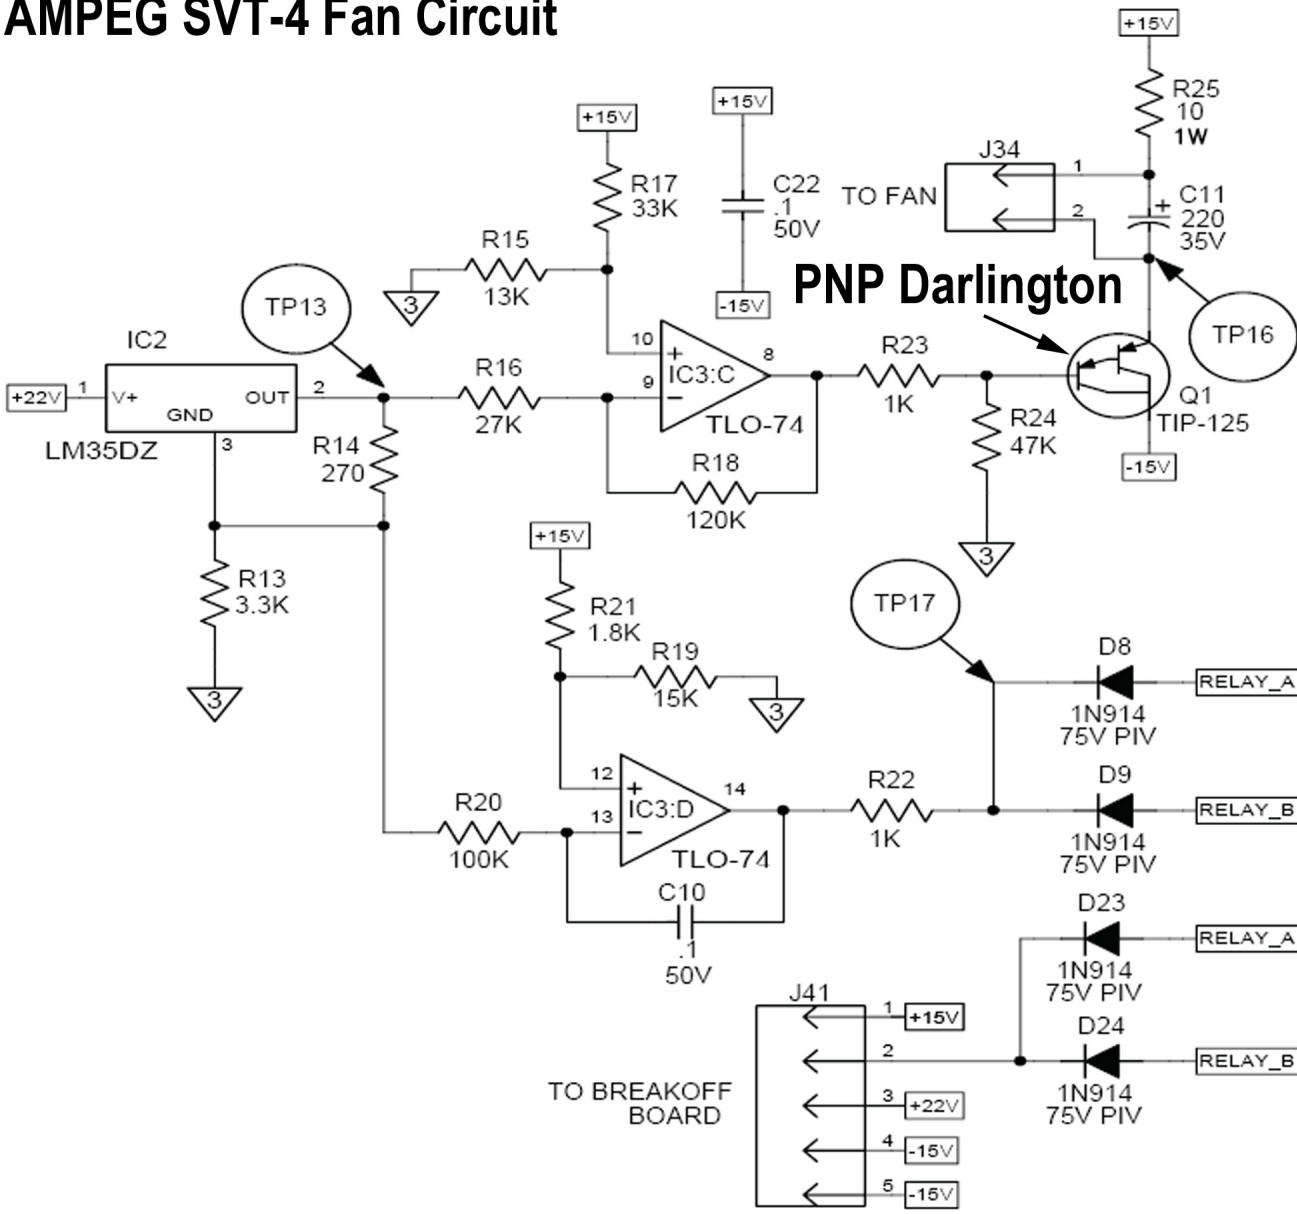 AMPEG SVT-4 Fan Circuit
+15V
R25
10
1W
+15V
+15V
J34
1
2
TO FAN
C11
+
220
35V
R17
33K
C22
.1
50V
R15
13K
3
-15V
PNP Darlington
TP13
TP16
IC2
+22V
1
V+
OUT
GND
2
3
LM35DZ
R14
270
R16
27K
10
9
+
-
IC3:C
8
TLO-74
R18
120K
R23
1K
R24
47K
3
Q1
TIP-125
-15V
R13
3.3K
3
+15V
R21
1.8K
R19
15K
3
TP17
D8
1N914
75V PIV
RELAY_A
12
13
+
-
IC3:D
14
TLO-74
R20
100K
C10
.1
50V
R22
1K
D9
1N914
75V PIV
RELAY_B
D23
1N914
75V PIV
RELAY_A
D24
1N914
75V PIV
RELAY_B
J41
1
+15V
2
3
+22V
4
-15V
5
-15V
TO BREAKOFF
BOARD